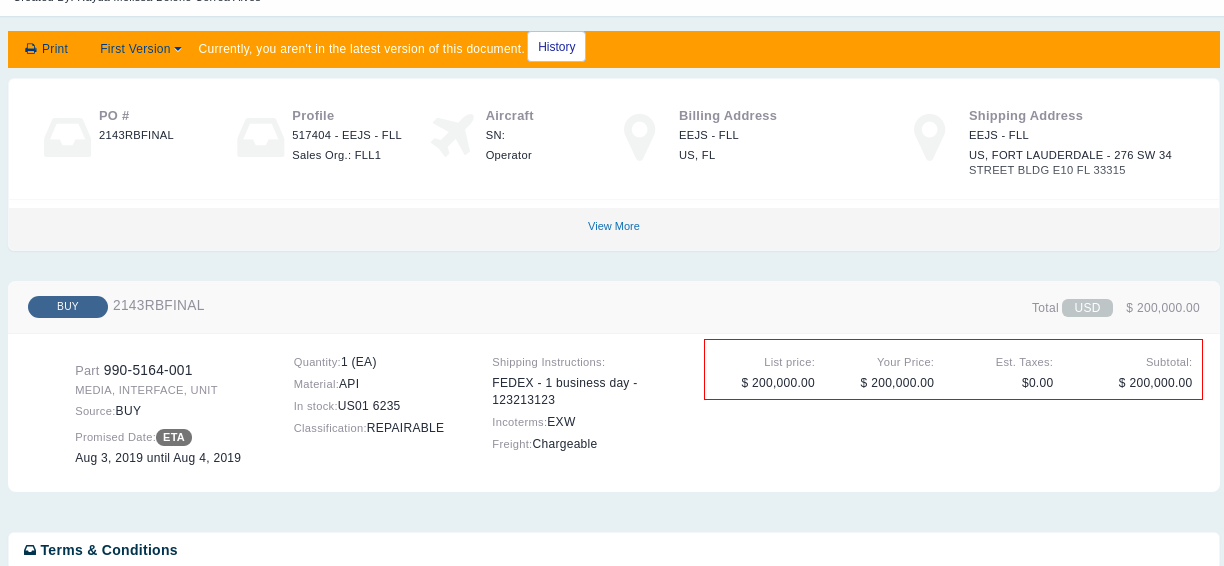 Print First Version Currently, you aren't in the latest version of this document. History
PO #
2143RBFINAL
Profile
517404 - EEJS - FLL
Sales Org.: FLL1
Aircraft
SN:
Operator
Billing Address
EEJS - FLL
US, FL
Shipping Address
EEJS - FLL
US, FORT LAUDERDALE - 276 SW 34
STREET BLDG E10 FL 33315
View More
BUY 2143RBFINAL
Total USD $ 200,000.00
Part 990-5164-001
MEDIA, INTERFACE, UNIT
Source:BUY
Promised Date:ETA
Aug 3, 2019 until Aug 4, 2019
Quantity:1 (EA)
Material:API
In stock:US01 6235
Classification:REPAIRABLE
Shipping Instructions:
FEDEX - 1 business day -
123213123
Incoterms:EXW
Freight:Chargeable
List price: Your Price: Est. Taxes: Subtotal:
$ 200,000.00 $ 200,000.00 $0.00 $ 200,000.00
Terms & Conditions